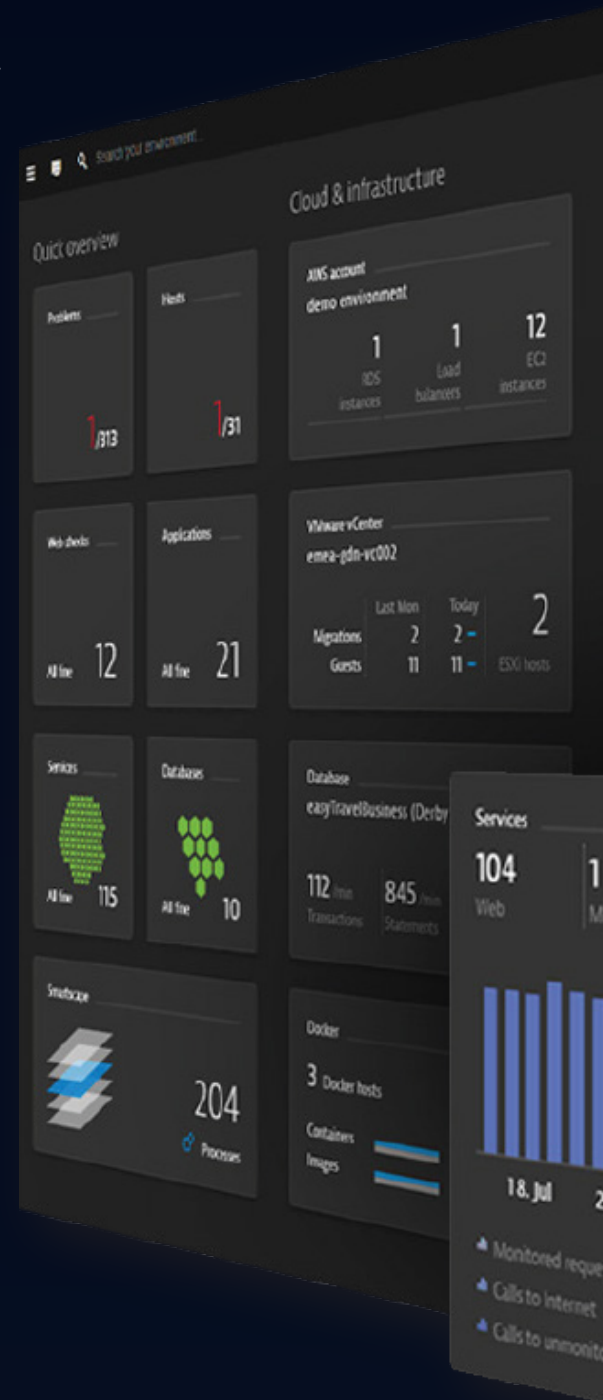 Search your environment...
Quick overview
Problems
1/313
Hosts
1/31
Web checks
All fine 12
Applications
All fine 21
Services
All fine 115
Databases
All fine 10
Smartscape
204
Processes
Cloud & infrastructure
AWS account
demo environment
1 1 12
RDS Load EC2
instances balancers instances
VMware vCenter
emea-gdn-vc002
Last Mon Today
Migrations 2 2
Guests 11 11
2
ESXi hosts
Database
easyTravelBusiness (Derby
112 /min 845 /min
Transactions Statements
Docker
3 Docker hosts
Containers
Images
Services
104 1
Web M
18. Jul 2
Monitored reque
Calls to Internet
Calls to unmonito